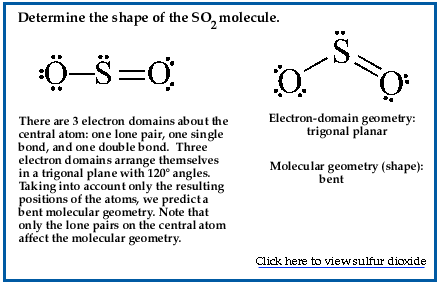 Determine the shape of the SO2 molecule.
Ö—S̈=O
S̈
O O
There are 3 electron domains about the
central atom: one lone pair, one single
bond, and one double bond. Three
electron domains arrange themselves
in a trigonal plane with 120° angles.
Taking into account only the resulting
positions of the atoms, we predict a
bent molecular geometry. Note that
only the lone pairs on the central atom
affect the molecular geometry.
Electron-domain geometry:
trigonal planar
Molecular geometry (shape):
bent
Click here to view sulfur dioxide